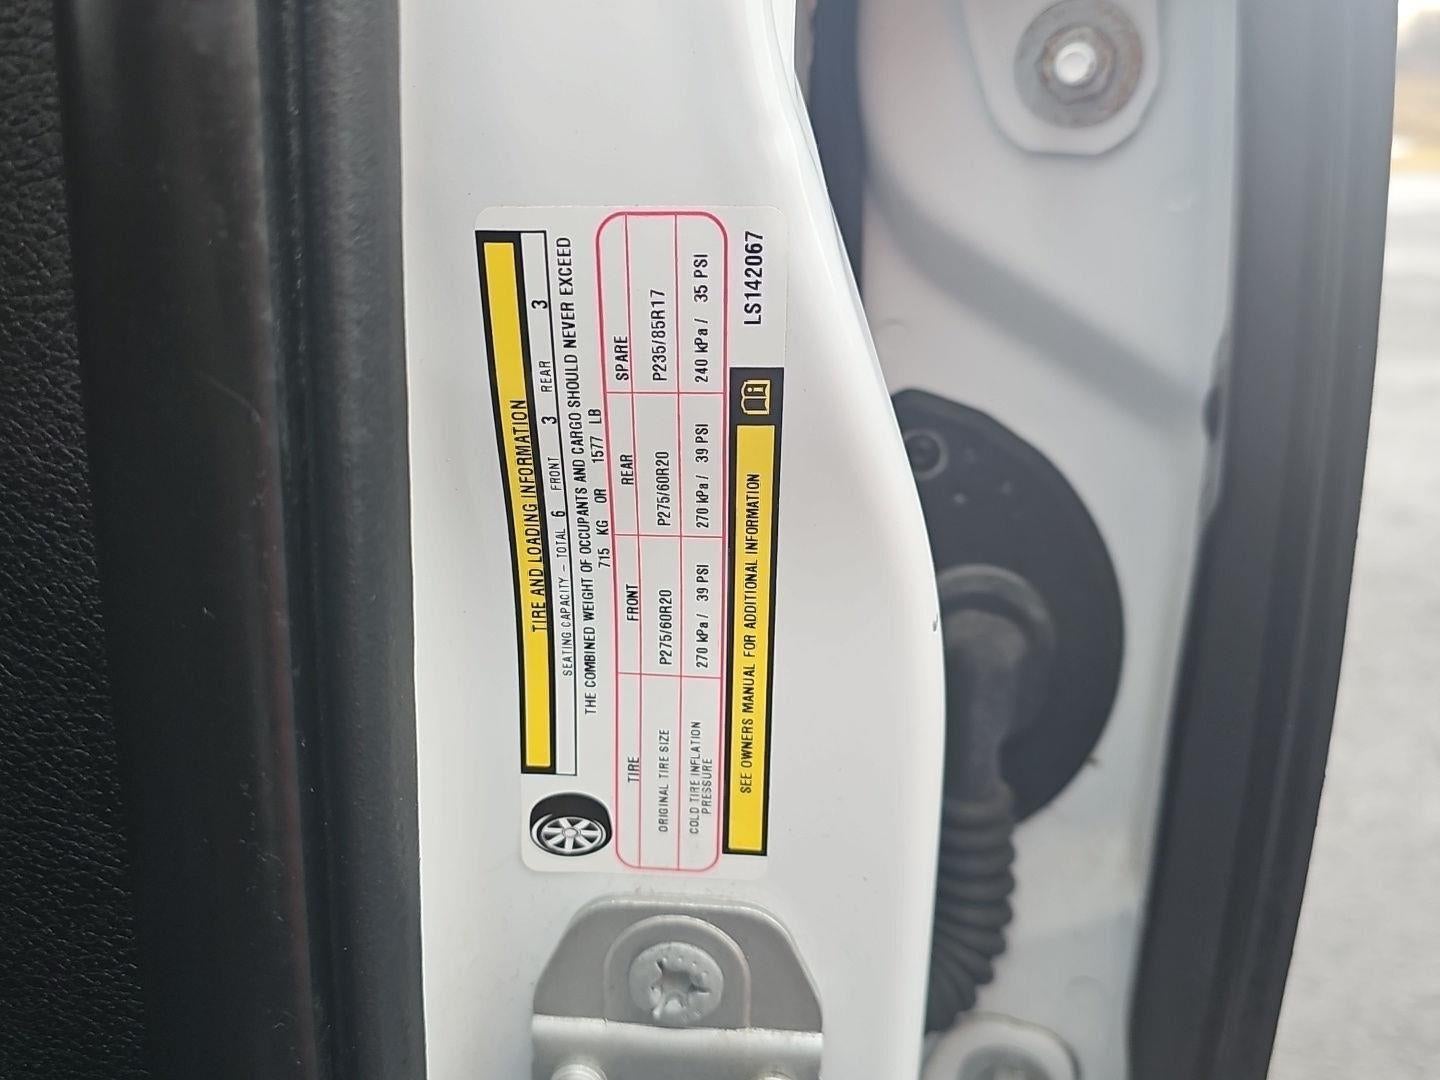 TIRE AND LOADING INFORMATION
SEATING CAPACITY – TOTAL 6 FRONT 3 REAR 3
THE COMBINED WEIGHT OF OCCUPANTS AND CARGO SHOULD NEVER EXCEED
715 KG OR 1577 LB
TIRE FRONT REAR SPARE
ORIGINAL TIRE SIZE P275/60R20 P275/60R20 P235/85R17
COLD TIRE INFLATION PRESSURE 270 kPa / 39 PSI 270 kPa / 39 PSI 240 kPa / 35 PSI
SEE OWNERS MANUAL FOR ADDITIONAL INFORMATION
LS142067